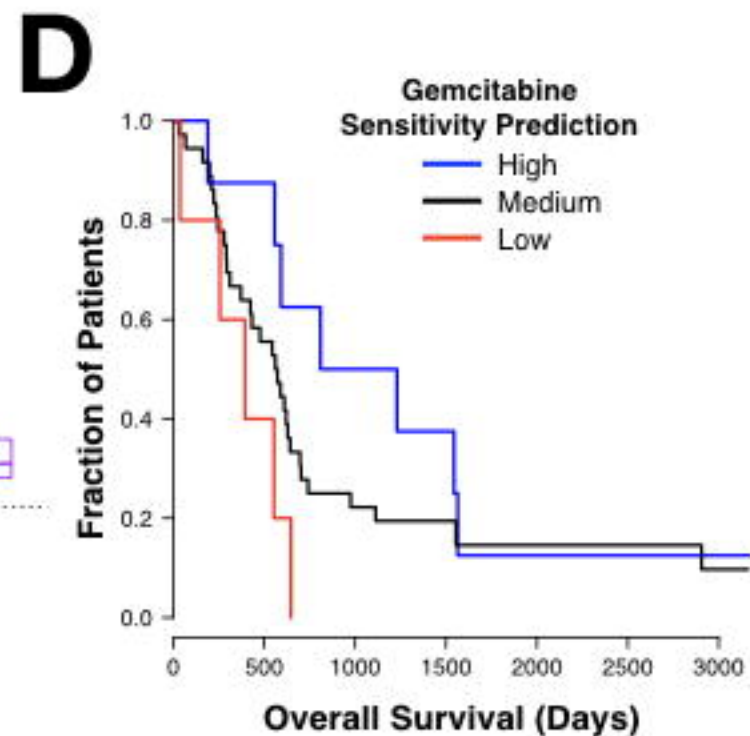 D
Gemcitabine
Sensitivity Prediction
High
Medium
Low
Fraction of Patients
1.0
0.8
0.6
0.4
0.2
0.0
0 500 1000 1500 2000 2500 3000
Overall Survival (Days)